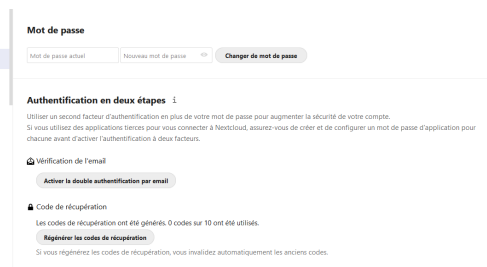 Mot de passe
Mot de passe actuel
Nouveau mot de passe
Changer de mot de passe
Authentification en deux étapes i
Utiliser un second facteur d'authentification en plus de votre mot de passe pour augmenter la sécurité de votre compte.
Si vous utilisez des applications tierces pour vous connecter à Nextcloud, assurez-vous de créer et de configurer un mot de passe d'application pour
chacune avant d'activer l'authentification à deux facteurs.
Vérification de l'email
Activer la double authentification par email
Code de récupération
Les codes de récupération ont été générés. 0 codes sur 10 ont été utilisés.
Régénérer les codes de récupération
Si vous régénérez les codes de récupération, vous invalidez automatiquement les anciens codes.